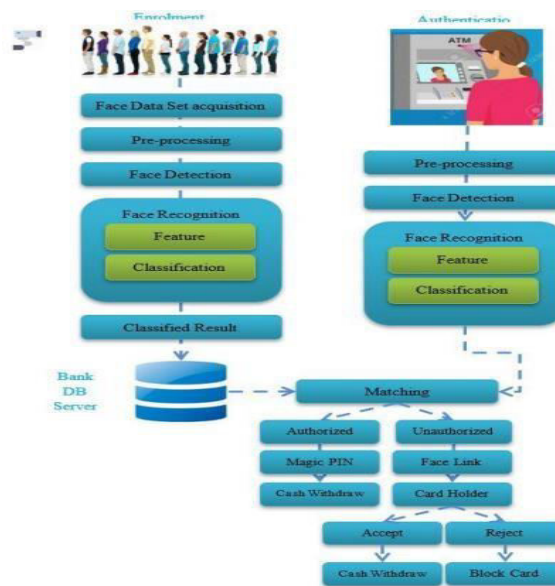 Enrolment
Face Data Set acquisition
Pre-processing
Face Detection
Face Recognition
Feature
Classification
Classified Result
Bank
DB
Server
Authenticatio
ATM
Pre-processing
Face Detection
Face Recognition
Feature
Classification
Matching
Authorized
Unauthorized
Magic PIN
Face Link
Cash Withdraw
Card Holder
Accept
Reject
Cash Withdraw
Block Card